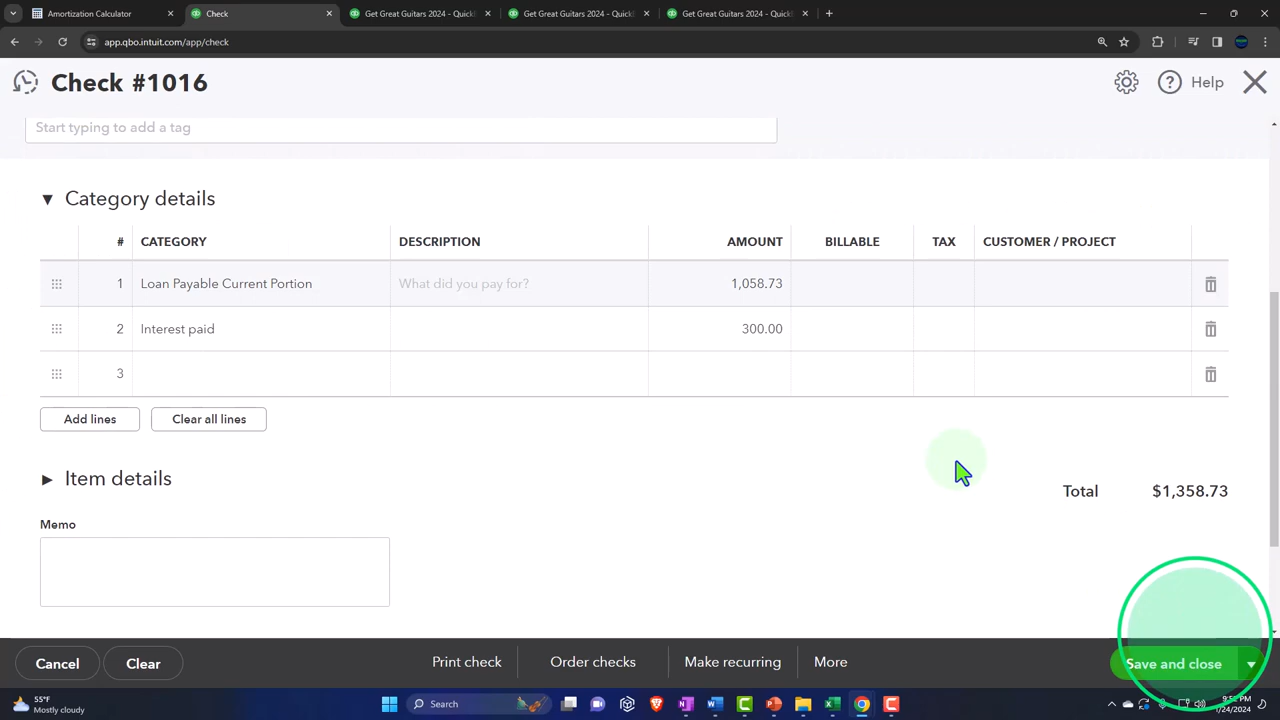 Amortization Calculator
Check
Get Great Guitars 2024 - QuickB
Get Great Guitars 2024 - QuickB
Get Great Guitars 2024 - QuickB
app.qbo.intuit.com/app/check
Check #1016
Help
Start typing to add a tag
Category details
# CATEGORY DESCRIPTION AMOUNT BILLABLE TAX CUSTOMER / PROJECT
1 Loan Payable Current Portion What did you pay for? 1,058.73
2 Interest paid 300.00
3
Add lines Clear all lines
Item details
Total $1,358.73
Memo
Cancel Clear Print check Order checks Make recurring More Save and close
55°F
Mostly cloudy
Search